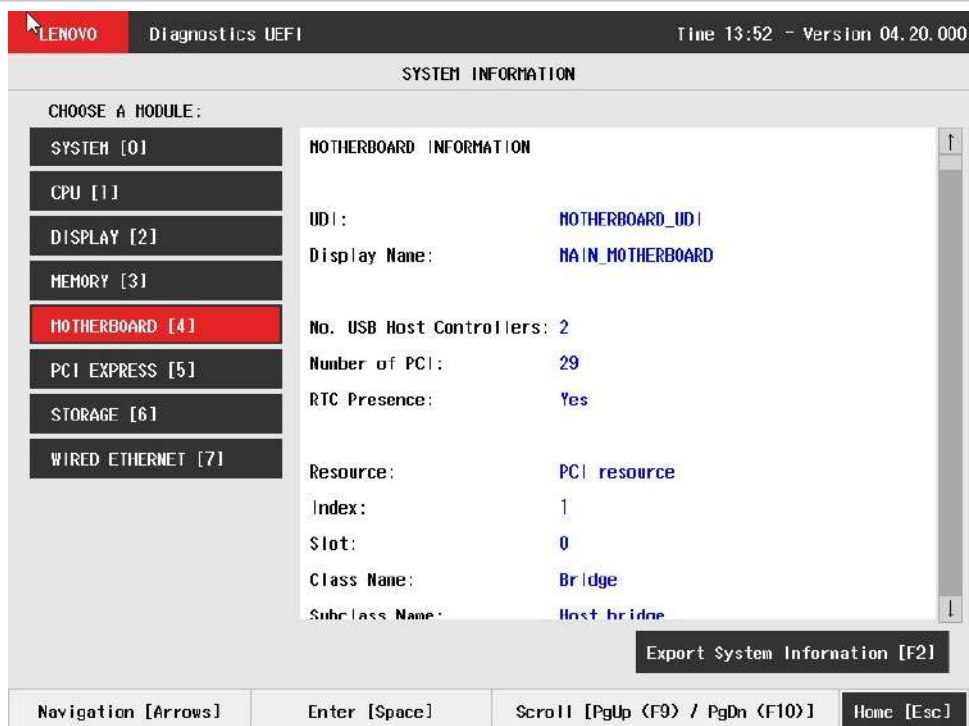 LENOVO Diagnostics UEFI Time 13:52 - Version 04.20.000
SYSTEM INFORMATION
CHOOSE A MODULE:
SYSTEM [0]
CPU [1]
DISPLAY [2]
MEMORY [3]
MOTHERBOARD [4]
PCI EXPRESS [5]
STORAGE [6]
WIRED ETHERNET [7]
MOTHERBOARD INFORMATION
UDI: MOTHERBOARD_UDI
Display Name: MAIN_MOTHERBOARD
No. USB Host Controllers: 2
Number of PCI: 29
RTC Presence: Yes
Resource: PCI resource
Index: 1
Slot: 0
Class Name: Bridge
Subclass Name: Host bridge
Export System Information [F2]
Navigation [Arrows] Enter [Space] Scroll [PgUp (F9) / PgDn (F10)] Home [Esc]